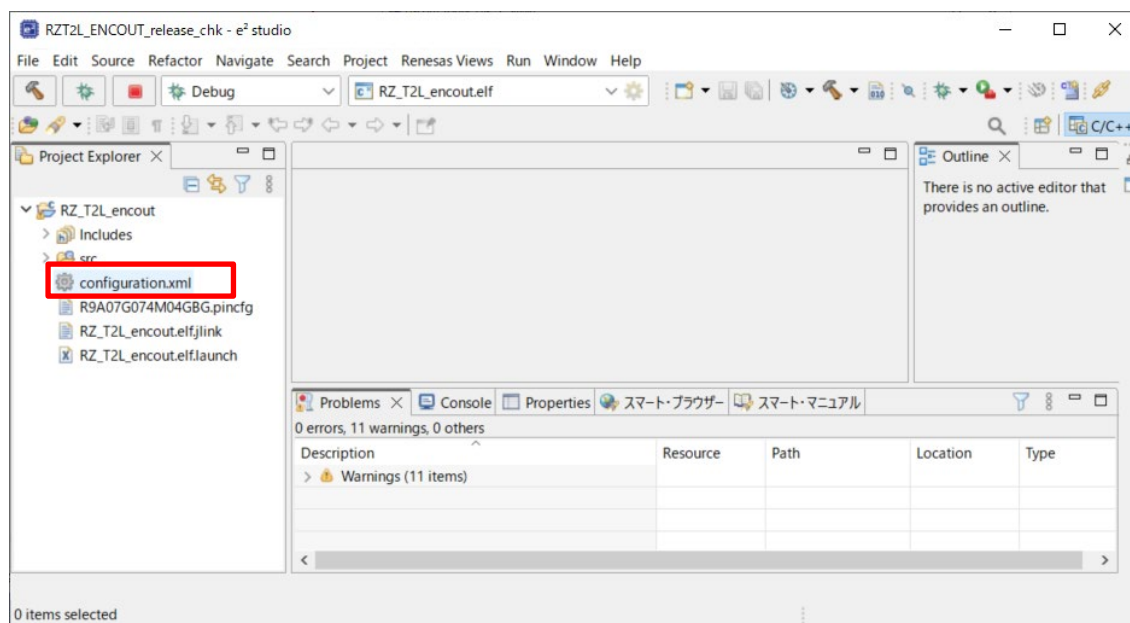 RZT2L_ENCOUT_release_chk - e² studio
File Edit Source Refactor Navigate Search Project Renesas Views Run Window Help
Debug
RZ_T2L_encout.elf
010
C/C++
Project Explorer
Outline
There is no active editor that
provides an outline.
RZ_T2L_encout
Includes
src
configuration.xml
R9A07G074M04GBG.pincfg
RZ_T2L_encout.elf.jlink
RZ_T2L_encout.elf.launch
Problems Console Properties スマート・ブラウザー スマート・マニュアル
0 errors, 11 warnings, 0 others
Description Resource Path Location Type
Warnings (11 items)
0 items selected